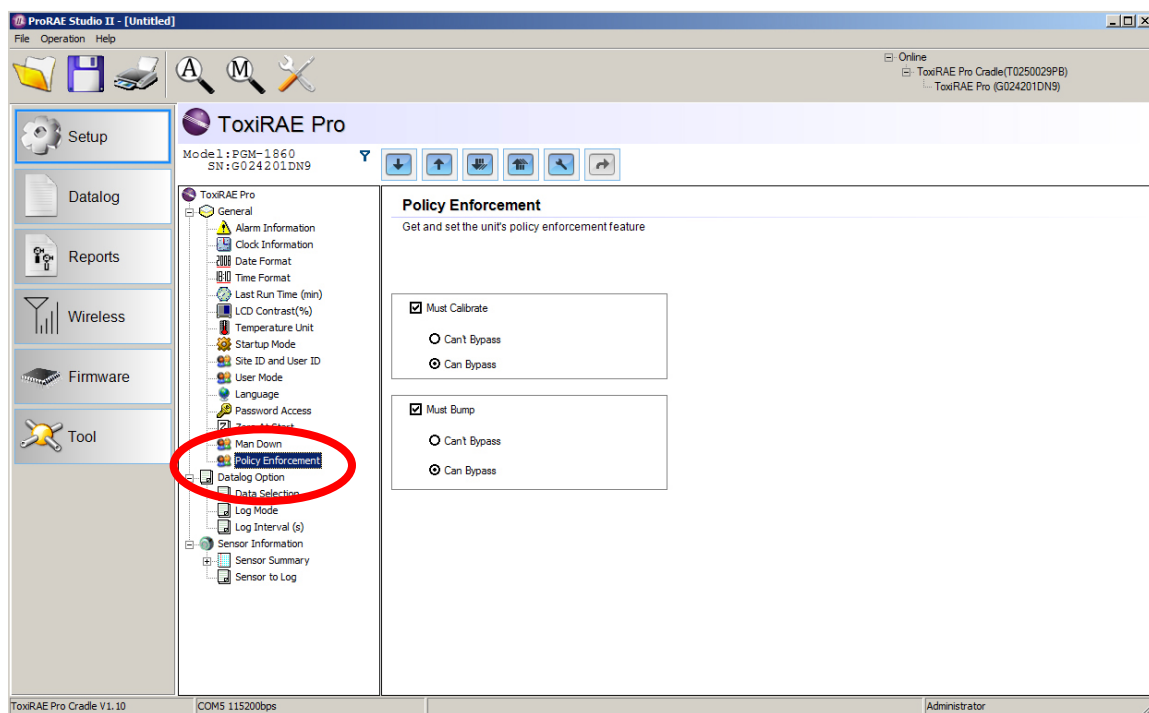 ProRAE Studio II - [Untitled]
File Operation Help
A M
Online
ToxiRAE Pro Cradle(T0250029PB)
ToxiRAE Pro (G024201DN9)
Setup
Datalog
Reports
Wireless
Firmware
Tool
ToxiRAE Pro
Model:PGM-1860
SN:G024201DN9
ToxiRAE Pro
General
Alarm Information
Clock Information
Date Format
Time Format
Last Run Time (min)
LCD Contrast(%)
Temperature Unit
Startup Mode
Site ID and User ID
User Mode
Language
Password Access
Zero At Start
Man Down
Policy Enforcement
Datalog Option
Data Selection
Log Mode
Log Interval (s)
Sensor Information
Sensor Summary
Sensor to Log
Policy Enforcement
Get and set the unit's policy enforcement feature
Must Calibrate
Can't Bypass
Can Bypass
Must Bump
Can't Bypass
Can Bypass
ToxiRAE Pro Cradle V1.10
COM5 115200bps
Administrator